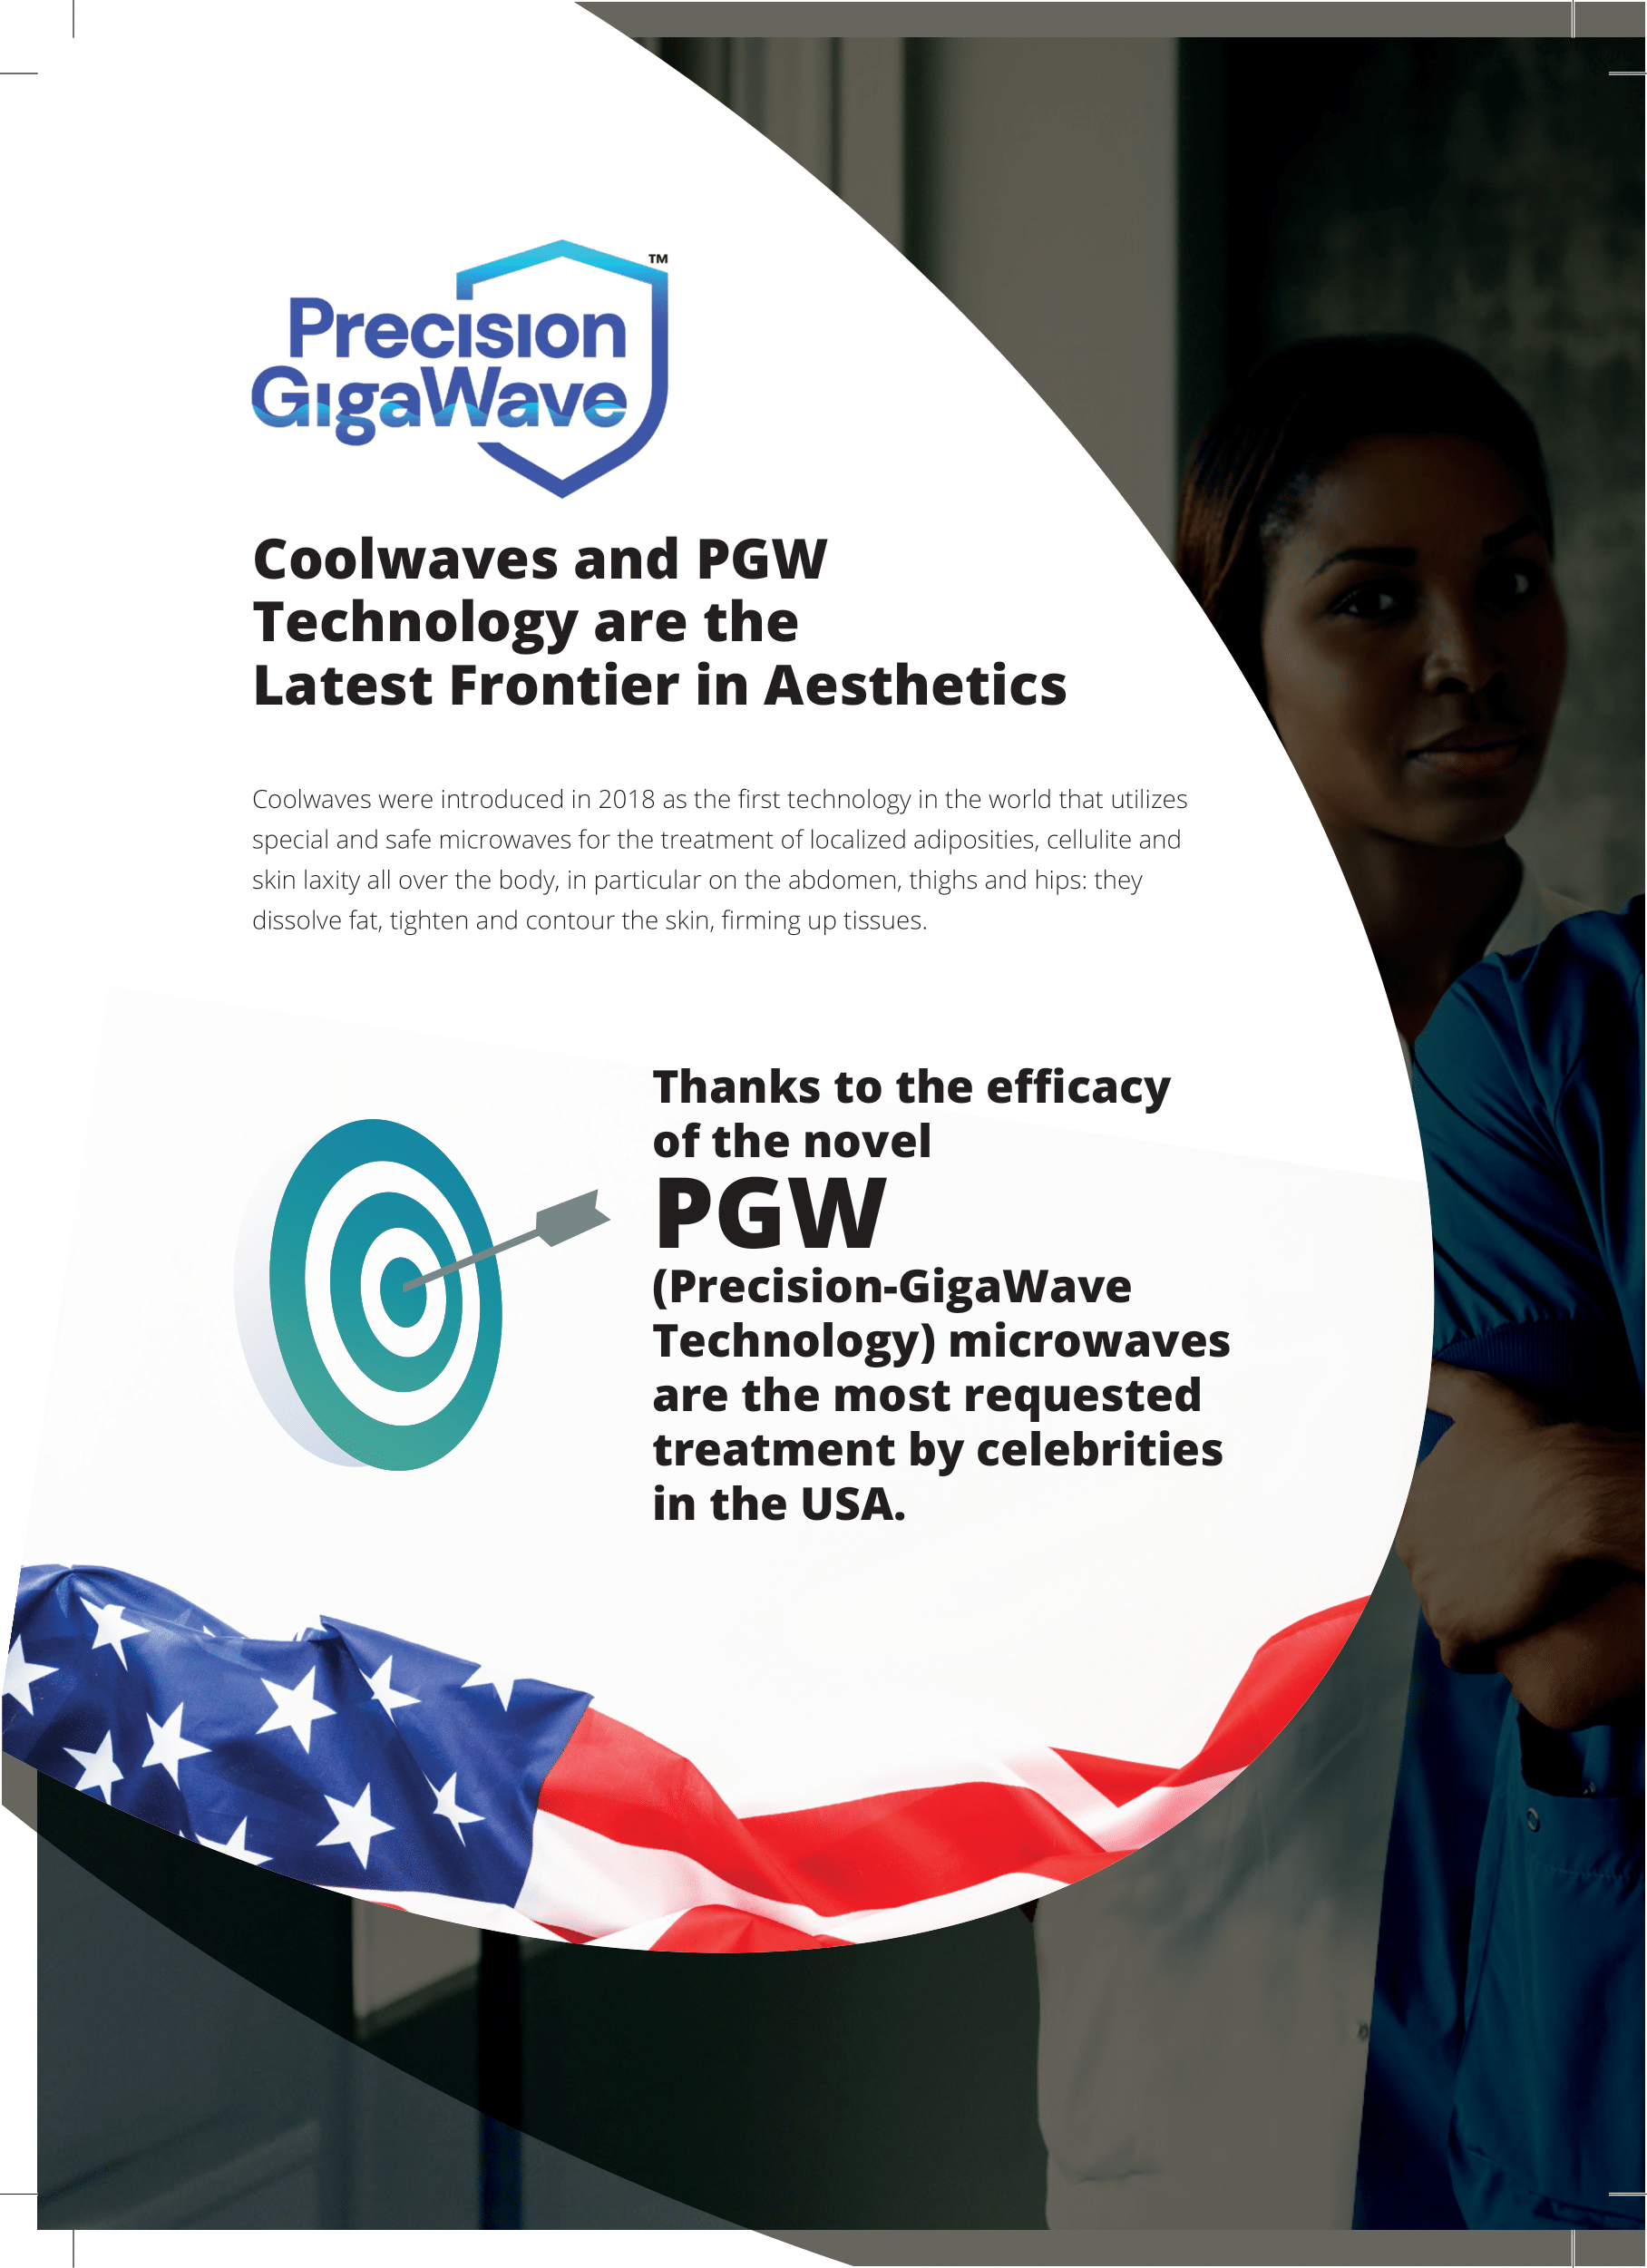 Precision
GigaWave
™
Coolwaves and PGW
Technology are the
Latest Frontier in Aesthetics
Coolwaves were introduced in 2018 as the first technology in the world that utilizes
special and safe microwaves for the treatment of localized adiposities, cellulite and
skin laxity all over the body, in particular on the abdomen, thighs and hips: they
dissolve fat, tighten and contour the skin, firming up tissues.
Thanks to the efficacy
of the novel
PGW
(Precision-GigaWave
Technology) microwaves
are the most requested
treatment by celebrities
in the USA.